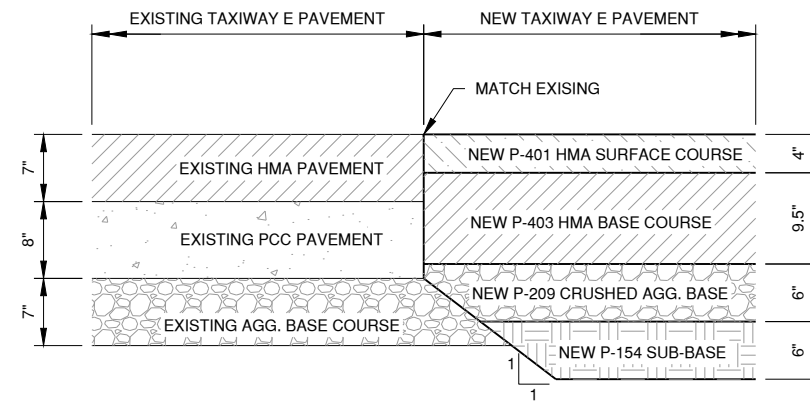 EXISTING TAXIWAY E PAVEMENT
NEW TAXIWAY E PAVEMENT
MATCH EXISING
7"
EXISTING HMA PAVEMENT
8"
EXISTING PCC PAVEMENT
7"
EXISTING AGG. BASE COURSE
NEW P-401 HMA SURFACE COURSE
4"
NEW P-403 HMA BASE COURSE
9.5"
NEW P-209 CRUSHED AGG. BASE
6"
NEW P-154 SUB-BASE
6"
1
1